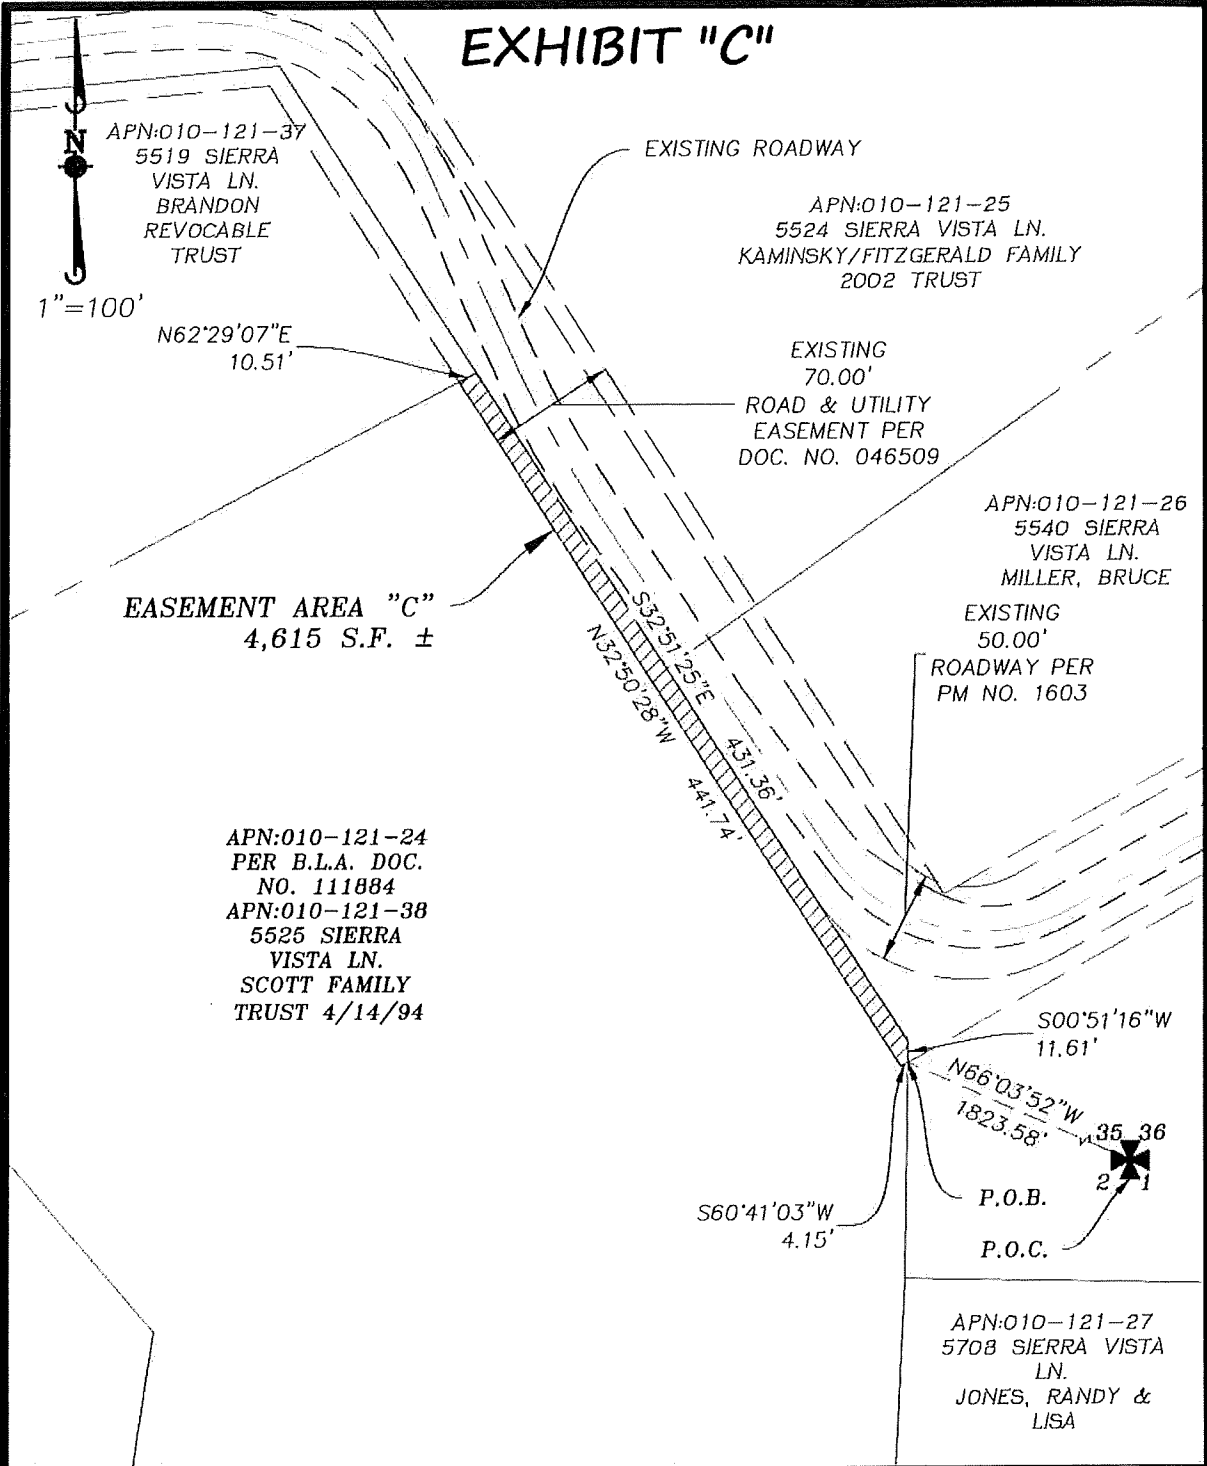 EXHIBIT "C"
N
1"=100'
APN:010-121-37
5519 SIERRA
VISTA LN.
BRANDON
REVOCABLE
TRUST
EXISTING ROADWAY
APN:010-121-25
5524 SIERRA VISTA LN.
KAMINSKY/FITZGERALD FAMILY
2002 TRUST
N62°29'07"E
10.51'
EXISTING
70.00'
ROAD & UTILITY
EASEMENT PER
DOC. NO. 046509
APN:010-121-26
5540 SIERRA
VISTA LN.
MILLER, BRUCE
EASEMENT AREA "C"
4,615 S.F. ±
EXISTING
50.00'
ROADWAY PER
PM NO. 1603
S32°51'25"E
431.36'
N32°50'28"W
441.74'
APN:010-121-24
PER B.L.A. DOC.
NO. 111884
APN:010-121-38
5525 SIERRA
VISTA LN.
SCOTT FAMILY
TRUST 4/14/94
S00°51'16"W
11.61'
N66°03'52"W
1823.58'
35 36
2 1
P.O.B.
S60°41'03"W
4.15'
P.O.C.
APN:010-121-27
5708 SIERRA VISTA
LN.
JONES, RANDY &
LISA